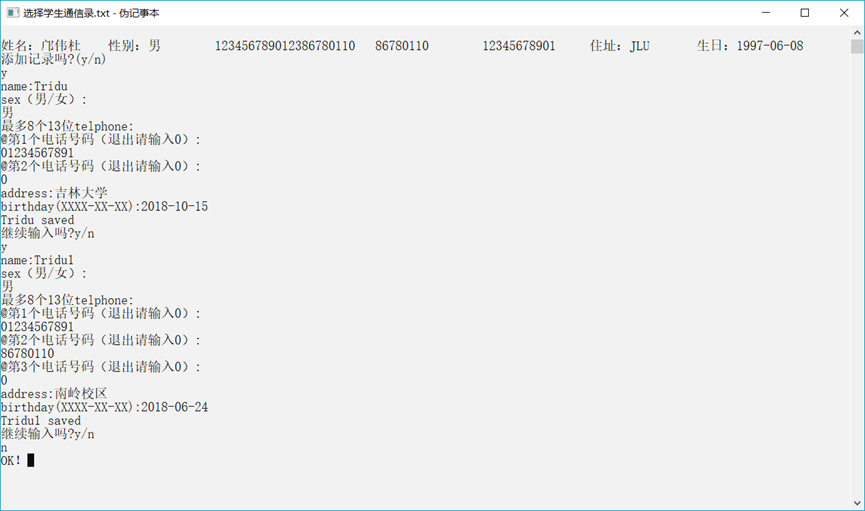 选择学生通信录.txt - 伪记事本
姓名：邝伟杜 性别：男 123456789012386780110 86780110 12345678901 住址：JLU 生日：1997-06-08
添加记录吗?(y/n)
y
name:Tridu
sex（男/女）：
男
最多8个13位telphone:
@第1个电话号码（退出请输入0）:
01234567891
@第2个电话号码（退出请输入0）:
0
address:吉林大学
birthday(XXXX-XX-XX):2018-10-15
Tridu saved
继续输入吗?y/n
y
name:Tridu1
sex（男/女）：
男
最多8个13位telphone:
@第1个电话号码（退出请输入0）:
01234567891
@第2个电话号码（退出请输入0）:
86780110
@第3个电话号码（退出请输入0）:
0
address:南岭校区
birthday(XXXX-XX-XX):2018-06-24
Tridu1 saved
继续输入吗?y/n
n
OK!